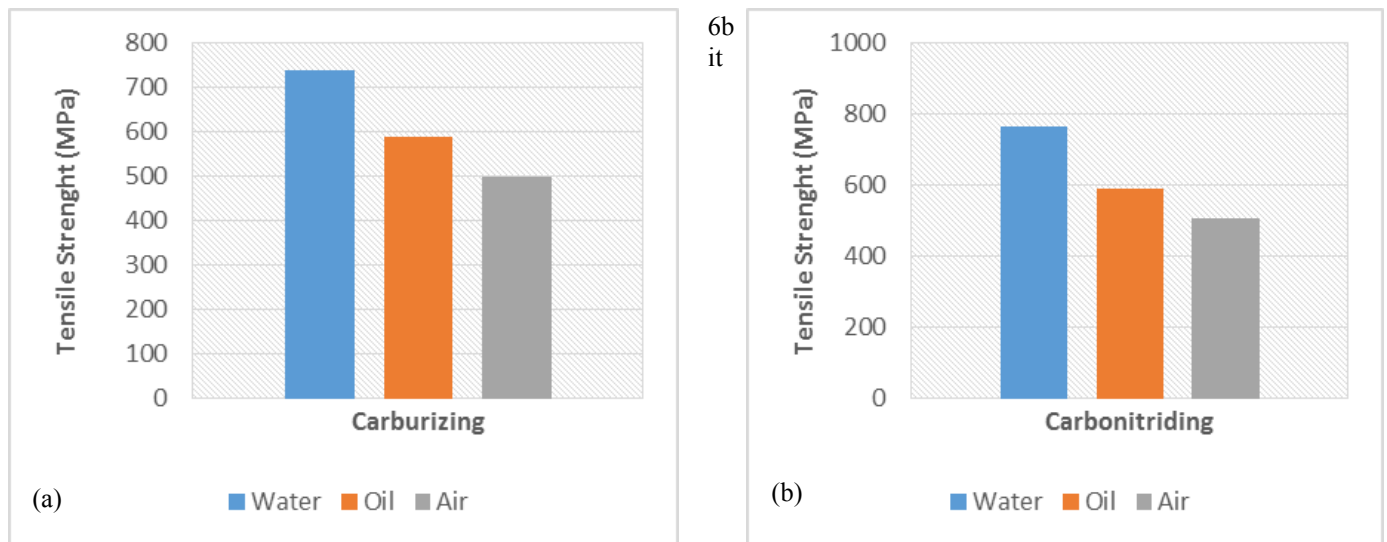 800
700
600
500
400
300
200
100
0
Tensile Strenght (MPa)
Carburizing
(a)
Water Oil Air
6b
it
1000
800
600
400
200
0
Tensile Strenght (MPa)
Carbonitriding
(b)
Water Oil Air